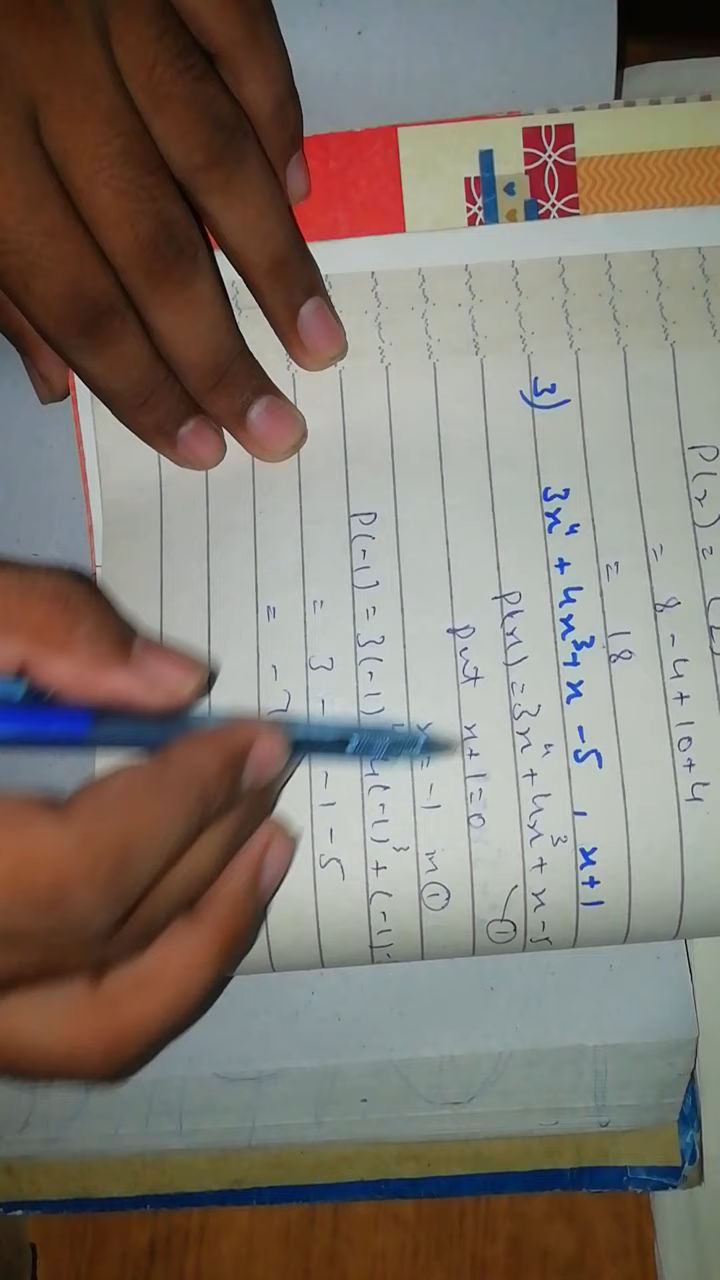 P(x) =
= 8 - 4 + 10 + 4
= 18
3) 3x⁴ + 4x³ + x - 5 , x + 1
P(x) = 3x⁴ + 4x³ + x - 5
①
put x + 1 = 0
= -1 in ①
P(-1) = 3(-1) 4(-1)³ + (-1) -
= 3 - -1 - 5
= -7